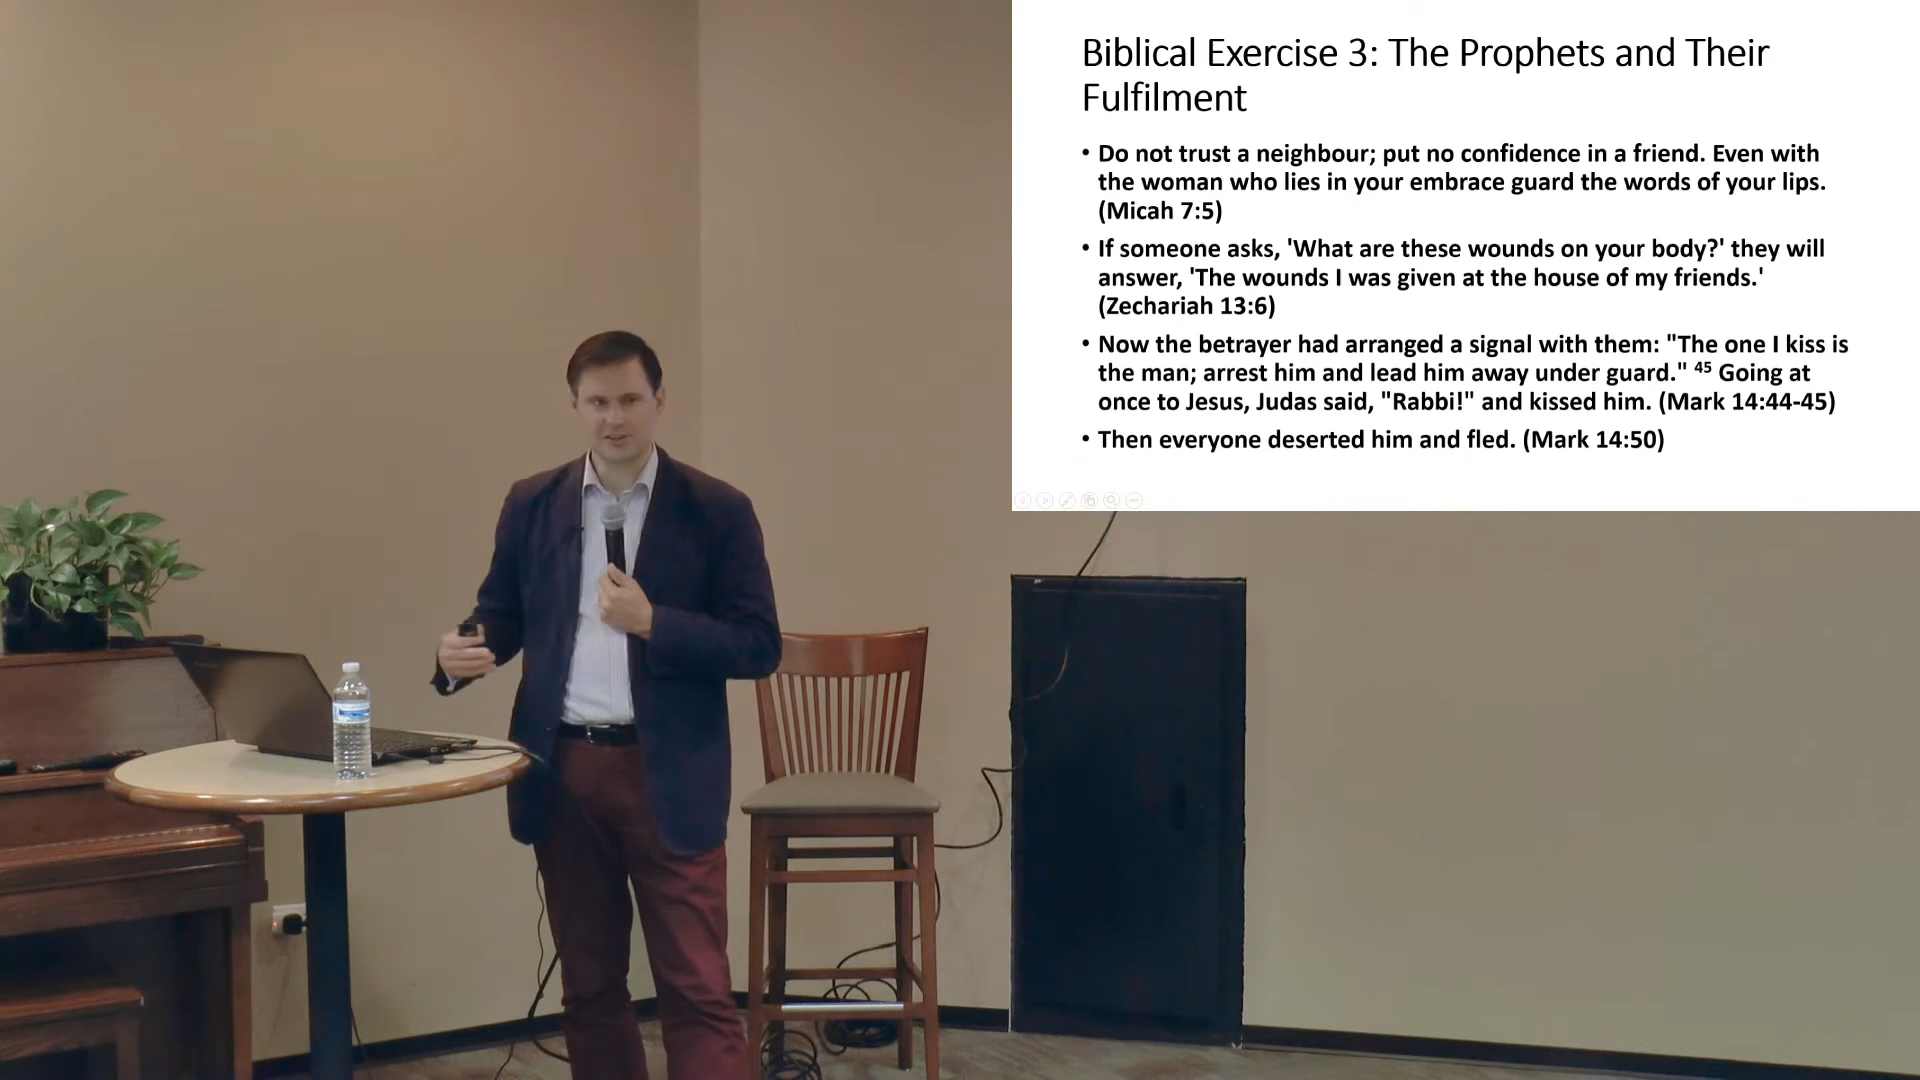 Biblical Exercise 3: The Prophets and Their
Fulfilment
• Do not trust a neighbour; put no confidence in a friend. Even with
the woman who lies in your embrace guard the words of your lips.
(Micah 7:5)
• If someone asks, 'What are these wounds on your body?' they will
answer, 'The wounds I was given at the house of my friends.'
(Zechariah 13:6)
• Now the betrayer had arranged a signal with them: "The one I kiss is
the man; arrest him and lead him away under guard." ⁴⁵ Going at
once to Jesus, Judas said, "Rabbi!" and kissed him. (Mark 14:44-45)
• Then everyone deserted him and fled. (Mark 14:50)